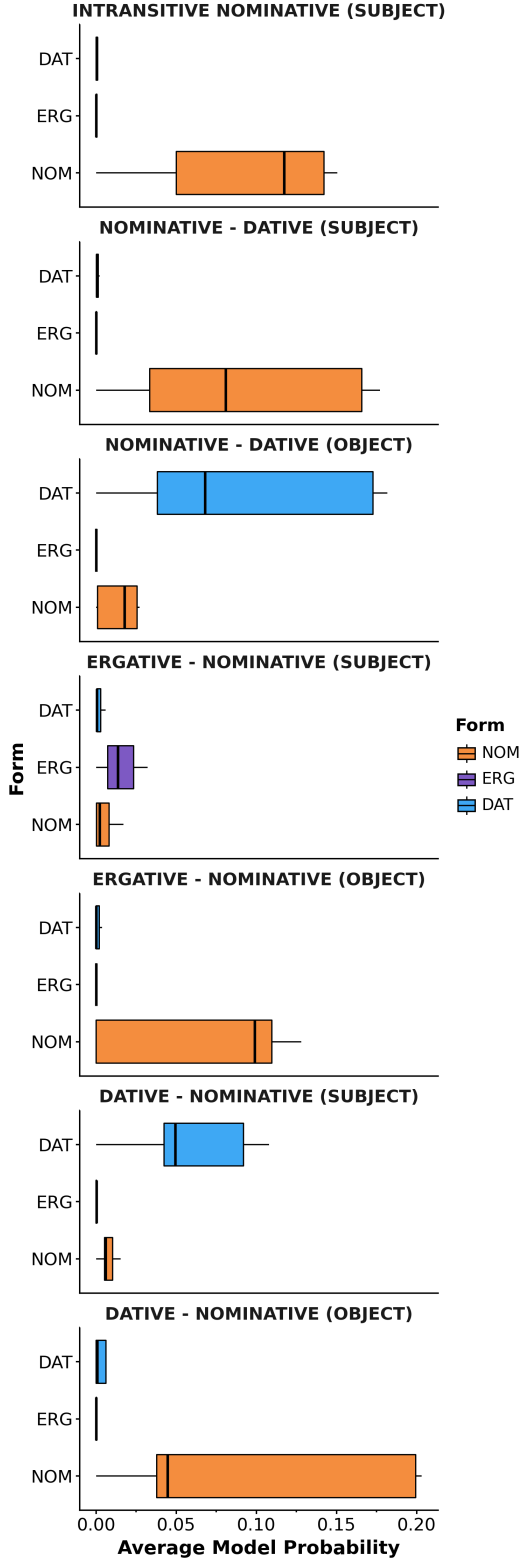 INTRANSITIVE NOMINATIVE (SUBJECT)
DAT
ERG
NOM
NOMINATIVE - DATIVE (SUBJECT)
DAT
ERG
NOM
NOMINATIVE - DATIVE (OBJECT)
DAT
ERG
NOM
ERGATIVE - NOMINATIVE (SUBJECT)
DAT
ERG
NOM
Form
Form
NOM
ERG
DAT
ERGATIVE - NOMINATIVE (OBJECT)
DAT
ERG
NOM
DATIVE - NOMINATIVE (SUBJECT)
DAT
ERG
NOM
DATIVE - NOMINATIVE (OBJECT)
DAT
ERG
NOM
0.00 0.05 0.10 0.15 0.20
Average Model Probability